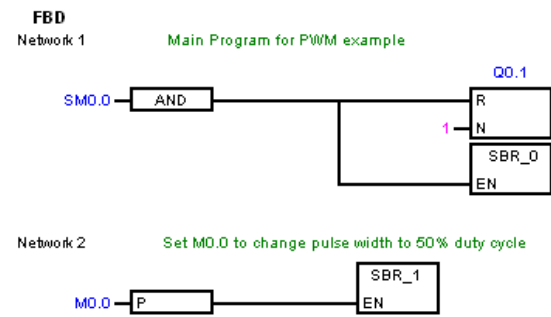 FBD
Network 1 Main Program for PWM example
Q0.1
SM0.0 AND R
1 N
SBR_0
EN
Network 2 Set M0.0 to change pulse width to 50% duty cycle
SBR_1
M0.0 P EN